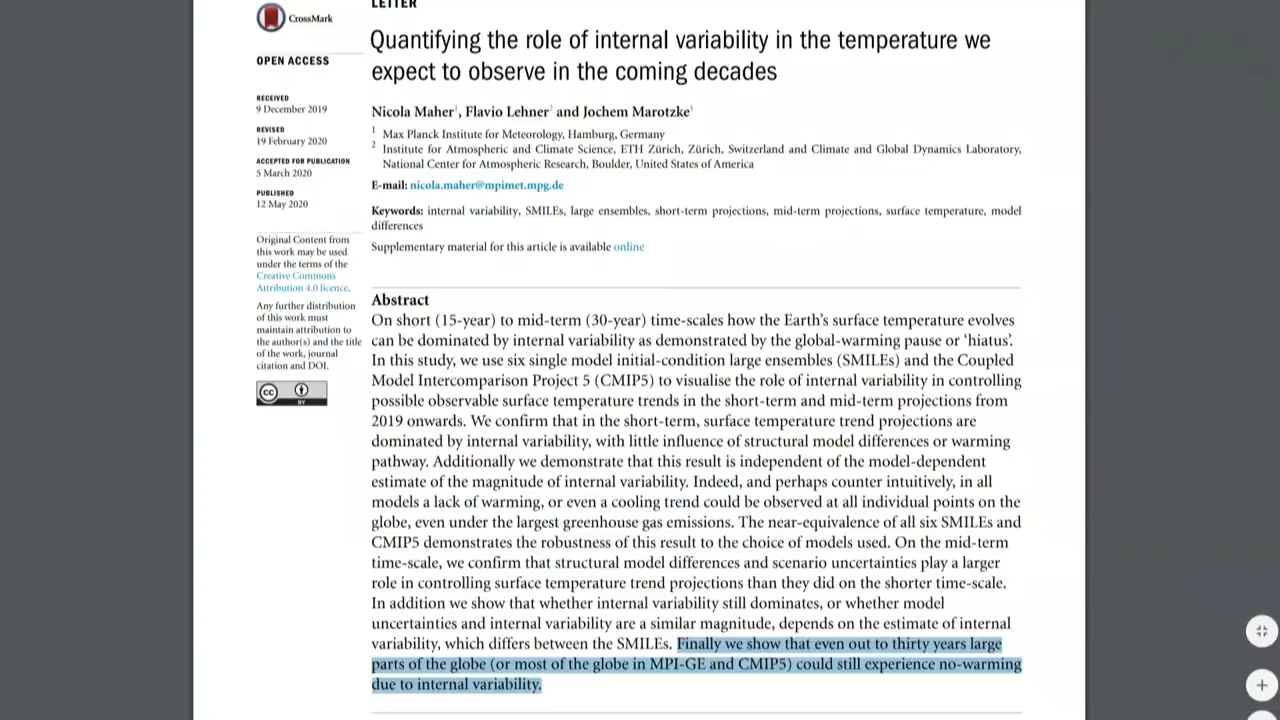 LETTER
CrossMark
Quantifying the role of internal variability in the temperature we
expect to observe in the coming decades
OPEN ACCESS
RECEIVED
9 December 2019
REVISED
19 February 2020
ACCEPTED FOR PUBLICATION
5 March 2020
PUBLISHED
12 May 2020
Original Content from
this work may be used
under the terms of the
Creative Commons
Attribution 4.0 licence.
Any further distribution
of this work must
maintain attribution to
the author(s) and the title
of the work, journal
citation and DOI.
cc
BY
Nicola Maher1, Flavio Lehner2 and Jochem Marotzke1
1 Max Planck Institute for Meteorology, Hamburg, Germany
2 Institute for Atmospheric and Climate Science, ETH Zürich, Zürich, Switzerland and Climate and Global Dynamics Laboratory,
National Center for Atmospheric Research, Boulder, United States of America
E-mail: nicola.maher@mpimet.mpg.de
Keywords: internal variability, SMILEs, large ensembles, short-term projections, mid-term projections, surface temperature, model
differences
Supplementary material for this article is available online
Abstract
On short (15-year) to mid-term (30-year) time-scales how the Earth's surface temperature evolves
can be dominated by internal variability as demonstrated by the global-warming pause or 'hiatus'.
In this study, we use six single model initial-condition large ensembles (SMILEs) and the Coupled
Model Intercomparison Project 5 (CMIP5) to visualise the role of internal variability in controlling
possible observable surface temperature trends in the short-term and mid-term projections from
2019 onwards. We confirm that in the short-term, surface temperature trend projections are
dominated by internal variability, with little influence of structural model differences or warming
pathway. Additionally we demonstrate that this result is independent of the model-dependent
estimate of the magnitude of internal variability. Indeed, and perhaps counter intuitively, in all
models a lack of warming, or even a cooling trend could be observed at all individual points on the
globe, even under the largest greenhouse gas emissions. The near-equivalence of all six SMILEs and
CMIP5 demonstrates the robustness of this result to the choice of models used. On the mid-term
time-scale, we confirm that structural model differences and scenario uncertainties play a larger
role in controlling surface temperature trend projections than they did on the shorter time-scale.
In addition we show that whether internal variability still dominates, or whether model
uncertainties and internal variability are a similar magnitude, depends on the estimate of internal
variability, which differs between the SMILEs. Finally we show that even out to thirty years large
parts of the globe (or most of the globe in MPI-GE and CMIP5) could still experience no-warming
due to internal variability.